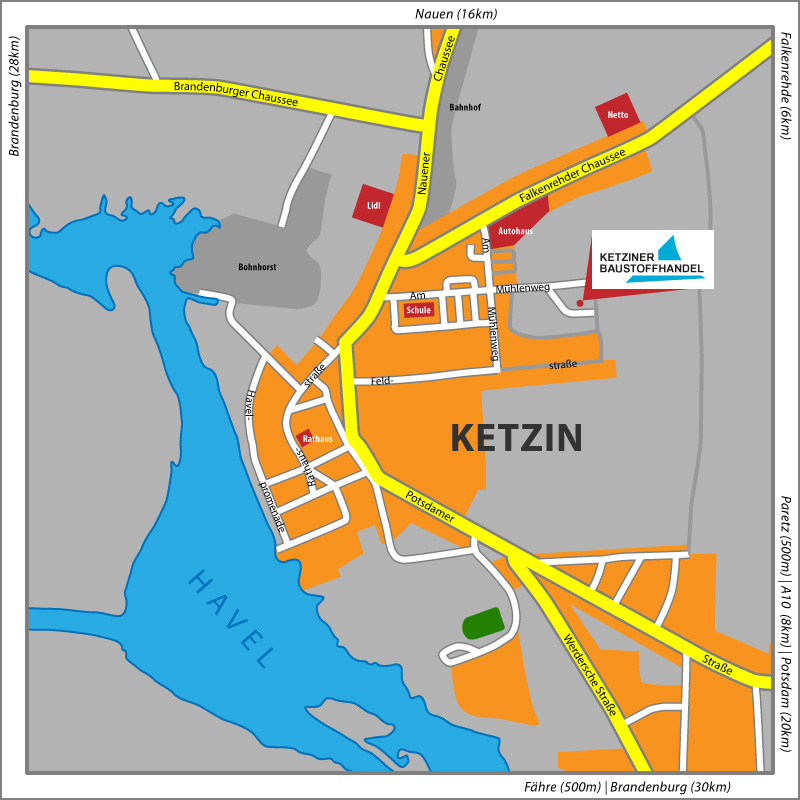 Nauen (16km)
Brandenburg (28km)
Falkenrehde (6km)
Chaussee
Brandenburger Chaussee
Bahnhof
Netto
Nauener
Falkenrehder Chaussee
Lidl
Autohaus
Am
KETZINER
BAUSTOFFHANDEL
Bohnhorst
Am
Mühlenweg
Schule
Mühlenweg
straße
straße
Feld-
Havel-
KETZIN
Rathaus
Rathaus-
promenade
Potsdamer
Paretz (500m) | A10 (8km) | Potsdam (20km)
HAVEL
Werdersche Straße
Straße
Fähre (500m) | Brandenburg (30km)